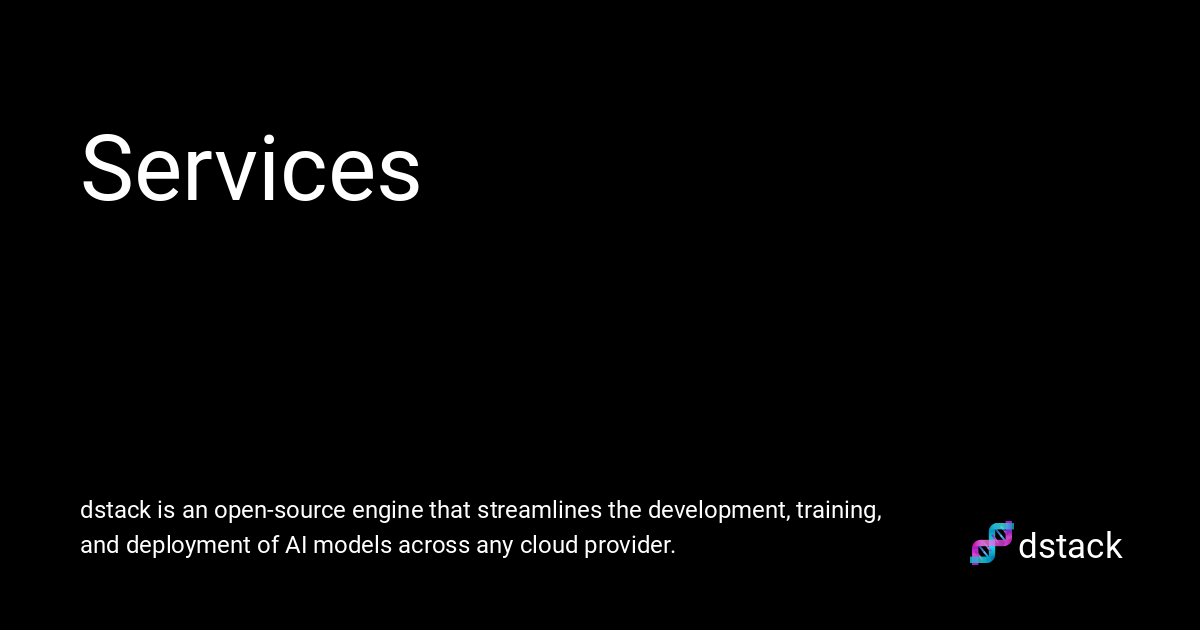 Services
dstack is an open-source engine that streamlines the development, training,
and deployment of AI models across any cloud provider.
dstack